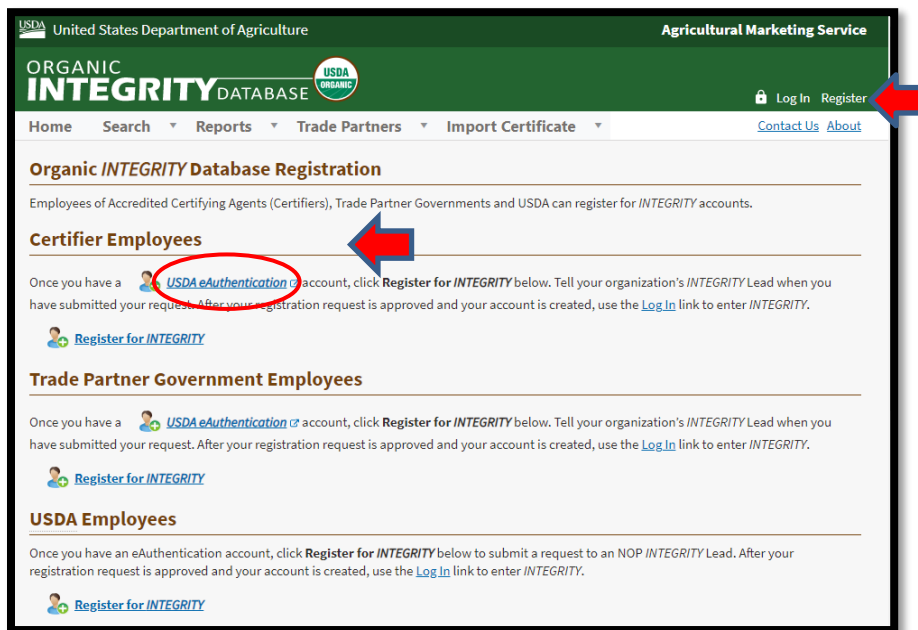 USDA United States Department of Agriculture Agricultural Marketing Service
ORGANIC
INTEGRITY DATABASE USDA ORGANIC
Log In Register
Home Search Reports Trade Partners Import Certificate Contact Us About
Organic INTEGRITY Database Registration
Employees of Accredited Certifying Agents (Certifiers), Trade Partner Governments and USDA can register for INTEGRITY accounts.
Certifier Employees
Once you have a USDA eAuthentication account, click Register for INTEGRITY below. Tell your organization's INTEGRITY Lead when you
have submitted your request. After your registration request is approved and your account is created, use the Log In link to enter INTEGRITY.
Register for INTEGRITY
Trade Partner Government Employees
Once you have a USDA eAuthentication account, click Register for INTEGRITY below. Tell your organization's INTEGRITY Lead when you
have submitted your request. After your registration request is approved and your account is created, use the Log In link to enter INTEGRITY.
Register for INTEGRITY
USDA Employees
Once you have an eAuthentication account, click Register for INTEGRITY below to submit a request to an NOP INTEGRITY Lead. After your
registration request is approved and your account is created, use the Log In link to enter INTEGRITY.
Register for INTEGRITY